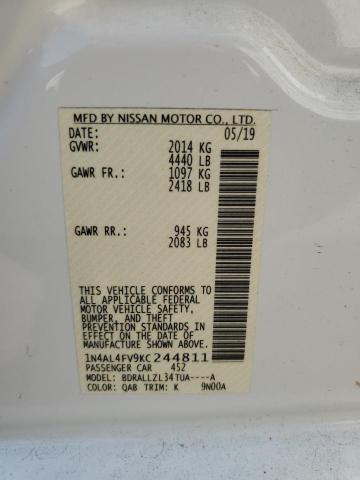 MFD BY NISSAN MOTOR CO., LTD.
DATE: 05/19
GVWR: 2014 KG
4440 LB
GAWR FR.: 1097 KG
2418 LB
GAWR RR.: 945 KG
2083 LB
THIS VEHICLE CONFORMS TO
ALL APPLICABLE FEDERAL
MOTOR VEHICLE SAFETY,
BUMPER, AND THEFT
PREVENTION STANDARDS IN
EFFECT ON THE DATE OF
MANUFACTURE SHOWN ABOVE.
1N4AL4FV9KC244811
PASSENGER CAR 452
MODEL: BDRALLZL34TUA----A
COLOR: QAB TRIM: K 9N00A